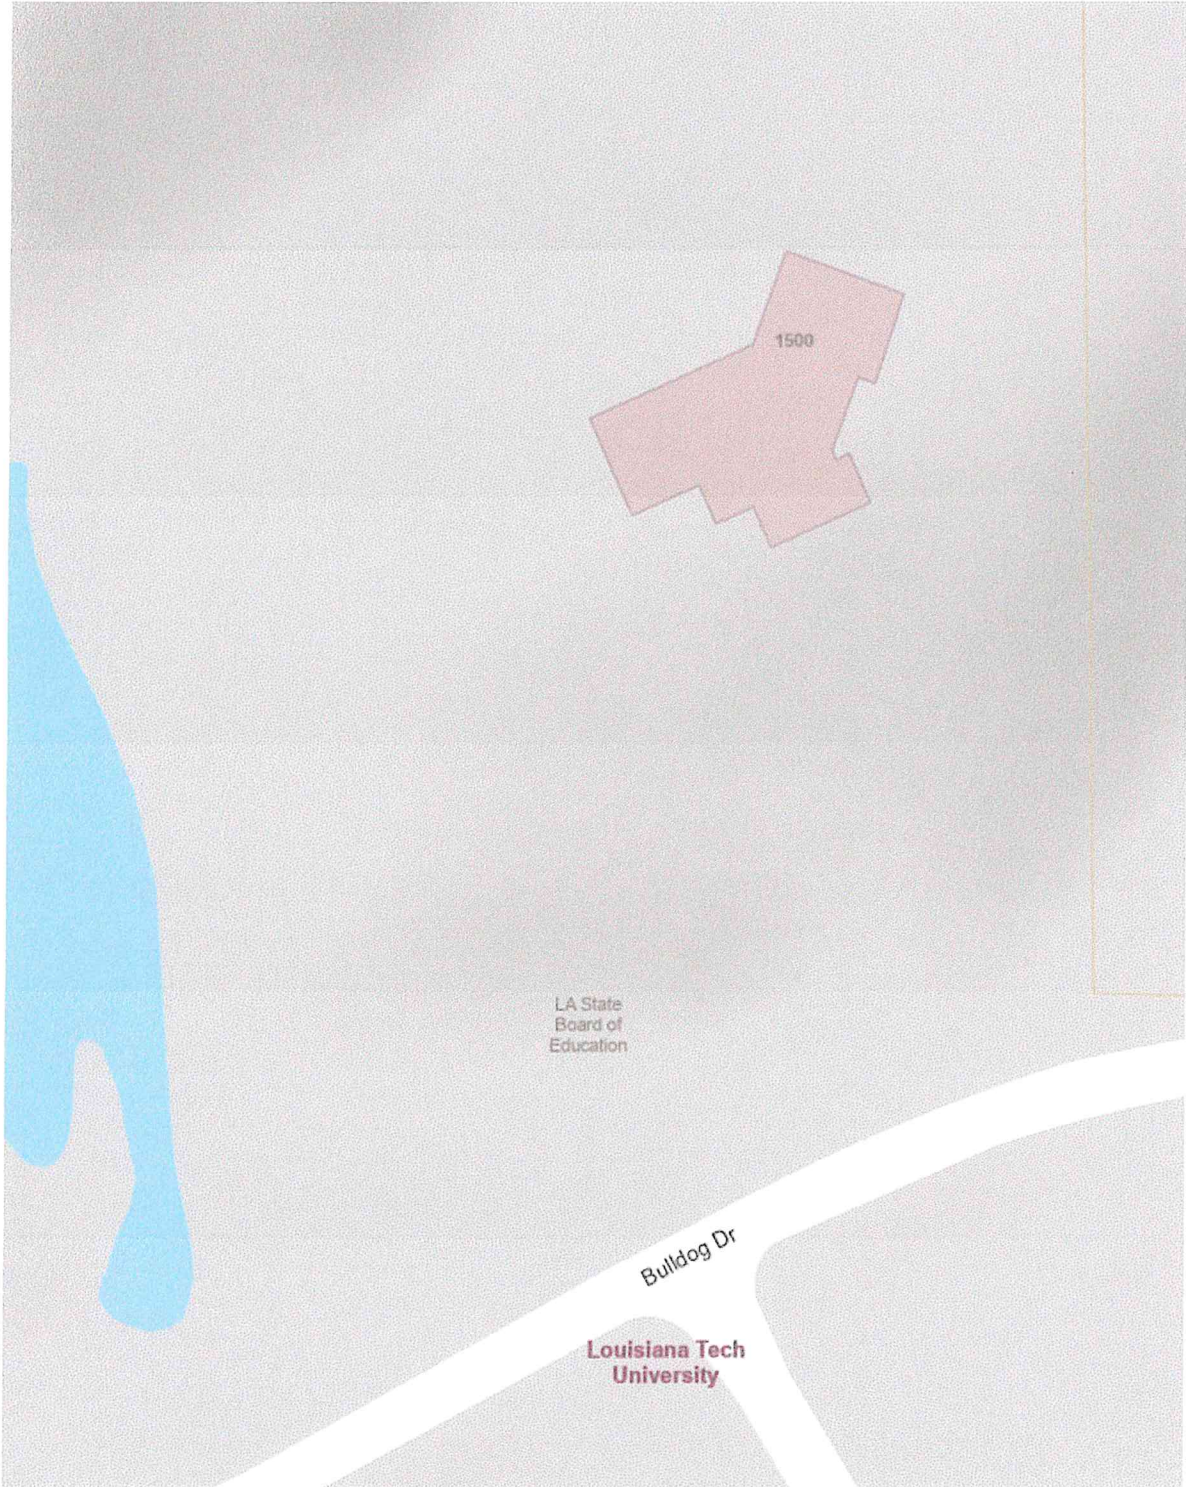 1500
LA State
Board of
Education
Bulldog Dr
Louisiana Tech
University